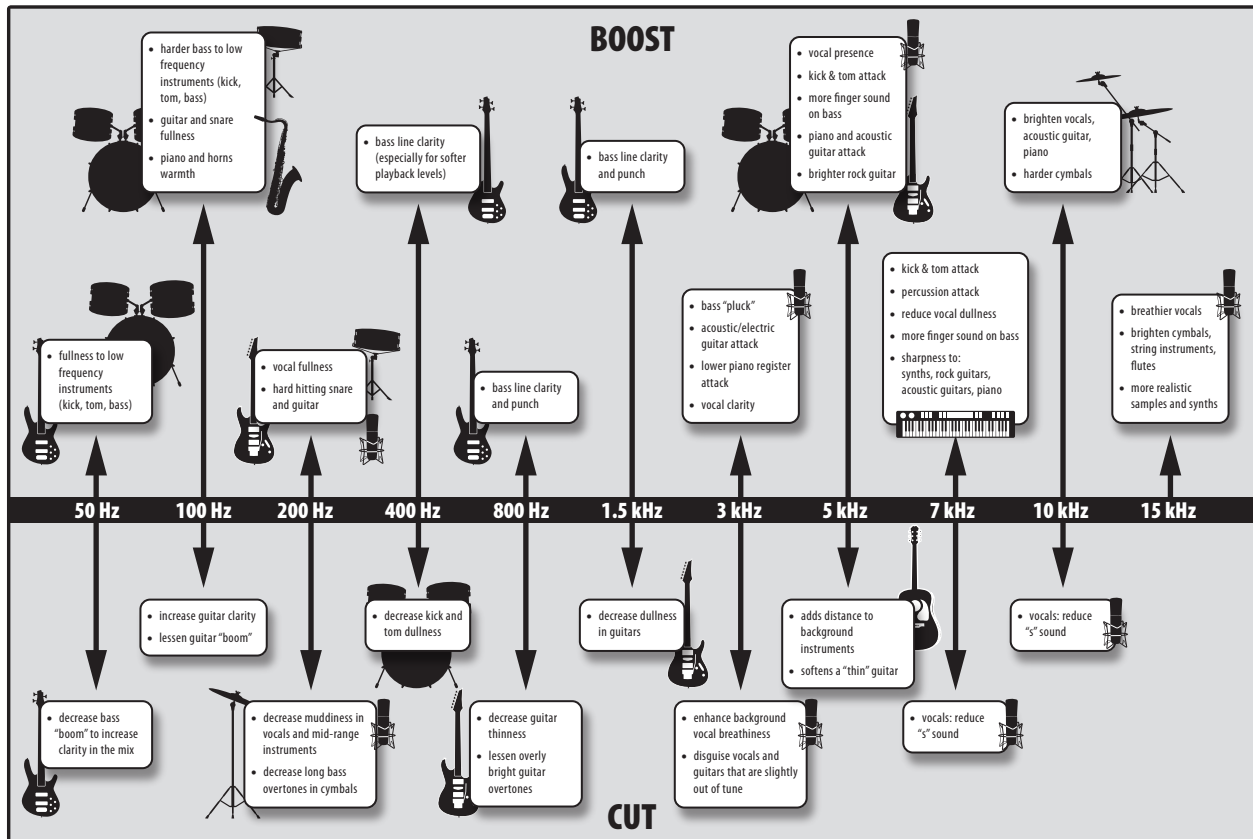 BOOST
• harder bass to low
frequency
instruments (kick,
tom, bass)
• guitar and snare
fullness
• piano and horns
warmth
• bass line clarity
(especially for softer
playback levels)
• bass line clarity
and punch
• vocal presence
• kick & tom attack
• more finger sound
on bass
• piano and acoustic
guitar attack
• brighter rock guitar
• brighten vocals,
acoustic guitar,
piano
• harder cymbals
• fullness to low
frequency
instruments
(kick, tom, bass)
• vocal fullness
• hard hitting snare
and guitar
• bass line clarity
and punch
• bass “pluck”
• acoustic/electric
guitar attack
• lower piano register
attack
• vocal clarity
• kick & tom attack
• percussion attack
• reduce vocal dullness
• more finger sound on bass
• sharpness to:
synths, rock guitars,
acoustic guitars, piano
• breathier vocals
• brighten cymbals,
string instruments,
flutes
• more realistic
samples and synths
50 Hz 100 Hz 200 Hz 400 Hz 800 Hz 1.5 kHz 3 kHz 5 kHz 7 kHz 10 kHz 15 kHz
• increase guitar clarity
• lessen guitar “boom”
• decrease kick and
tom dullness
• decrease dullness
in guitars
• adds distance to
background
instruments
• softens a “thin” guitar
• vocals: reduce
“s” sound
• decrease bass
“boom” to increase
clarity in the mix
• decrease muddiness in
vocals and mid-range
instruments
• decrease long bass
overtones in cymbals
• decrease guitar
thinness
• lessen overly
bright guitar
overtones
• enhance background
vocal breathiness
• disguise vocals and
guitars that are slightly
out of tune
• vocals: reduce
“s” sound
CUT